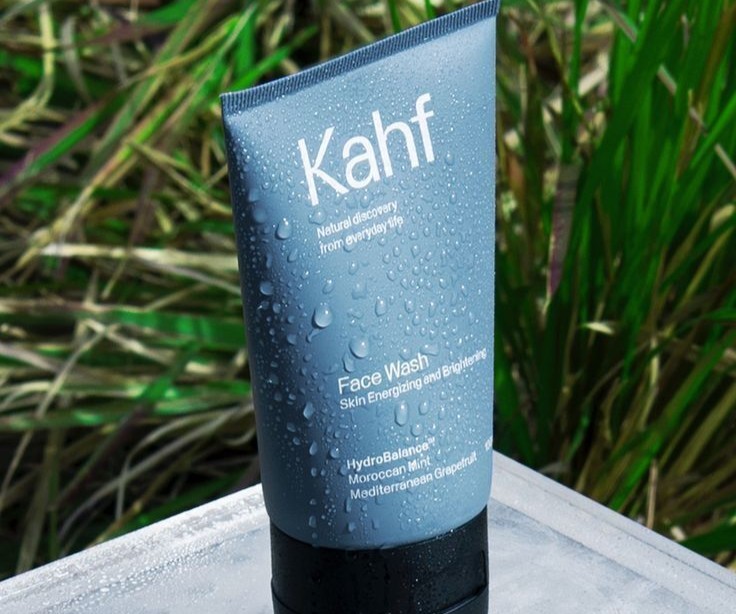 Kahf
Natural discovery
from everyday life
Face Wash
Skin Energizing and Brightening
HydroBalance™
Moroccan Mint
Mediterranean Grapefruit